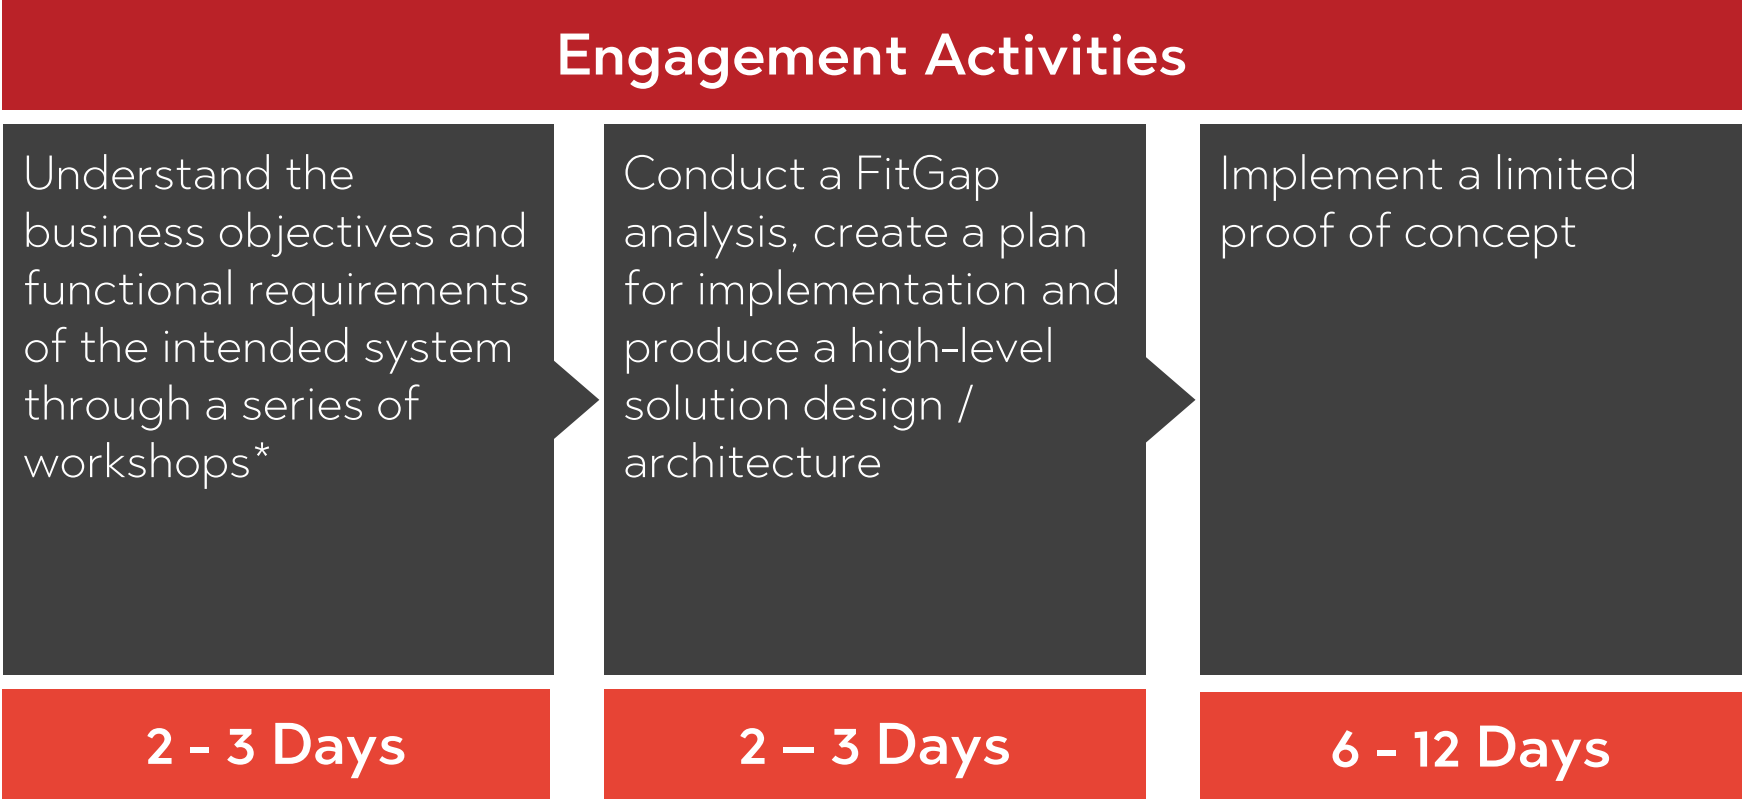 Engagement Activities
Understand the
business objectives and
functional requirements
of the intended system
through a series of
workshops*
2 - 3 Days
Conduct a FitGap
analysis, create a plan
for implementation and
produce a high-level
solution design /
architecture
2 – 3 Days
Implement a limited
proof of concept
6 - 12 Days